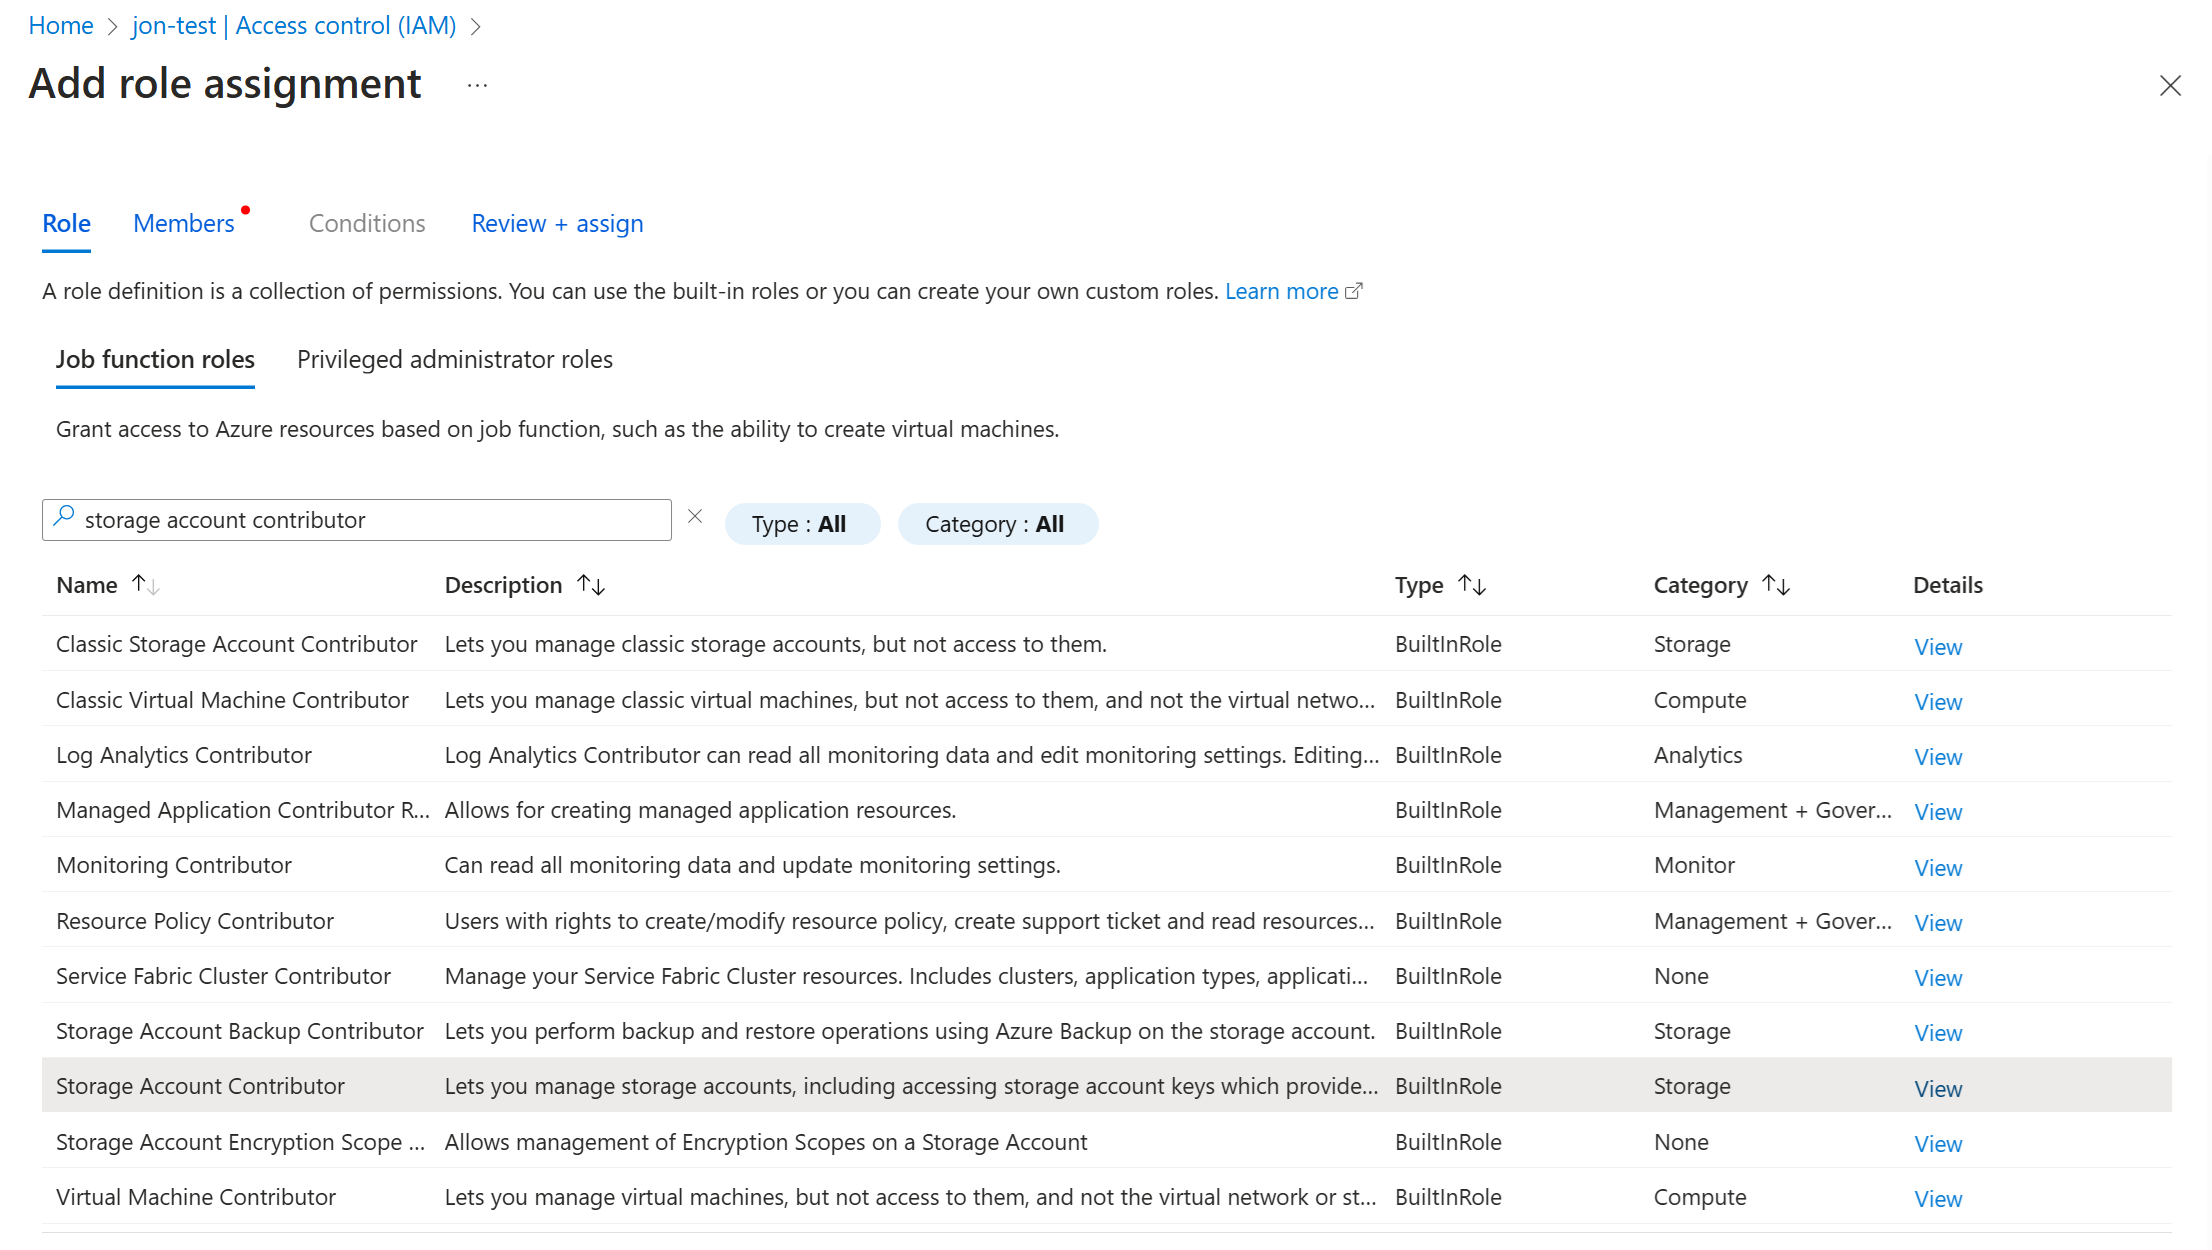 Home > jon-test | Access control (IAM) >
Add role assignment ...
Role Members Conditions Review + assign
A role definition is a collection of permissions. You can use the built-in roles or you can create your own custom roles. Learn more
Job function roles Privileged administrator roles
Grant access to Azure resources based on job function, such as the ability to create virtual machines.
storage account contributor Type : All Category : All
Name Description Type Category Details
Classic Storage Account Contributor Lets you manage classic storage accounts, but not access to them. BuiltInRole Storage View
Classic Virtual Machine Contributor Lets you manage classic virtual machines, but not access to them, and not the virtual netwo... BuiltInRole Compute View
Log Analytics Contributor Log Analytics Contributor can read all monitoring data and edit monitoring settings. Editing... BuiltInRole Analytics View
Managed Application Contributor R... Allows for creating managed application resources. BuiltInRole Management + Gover... View
Monitoring Contributor Can read all monitoring data and update monitoring settings. BuiltInRole Monitor View
Resource Policy Contributor Users with rights to create/modify resource policy, create support ticket and read resources... BuiltInRole Management + Gover... View
Service Fabric Cluster Contributor Manage your Service Fabric Cluster resources. Includes clusters, application types, applicati... BuiltInRole None View
Storage Account Backup Contributor Lets you perform backup and restore operations using Azure Backup on the storage account. BuiltInRole Storage View
Storage Account Contributor Lets you manage storage accounts, including accessing storage account keys which provide... BuiltInRole Storage View
Storage Account Encryption Scope ... Allows management of Encryption Scopes on a Storage Account BuiltInRole None View
Virtual Machine Contributor Lets you manage virtual machines, but not access to them, and not the virtual network or st... BuiltInRole Compute View